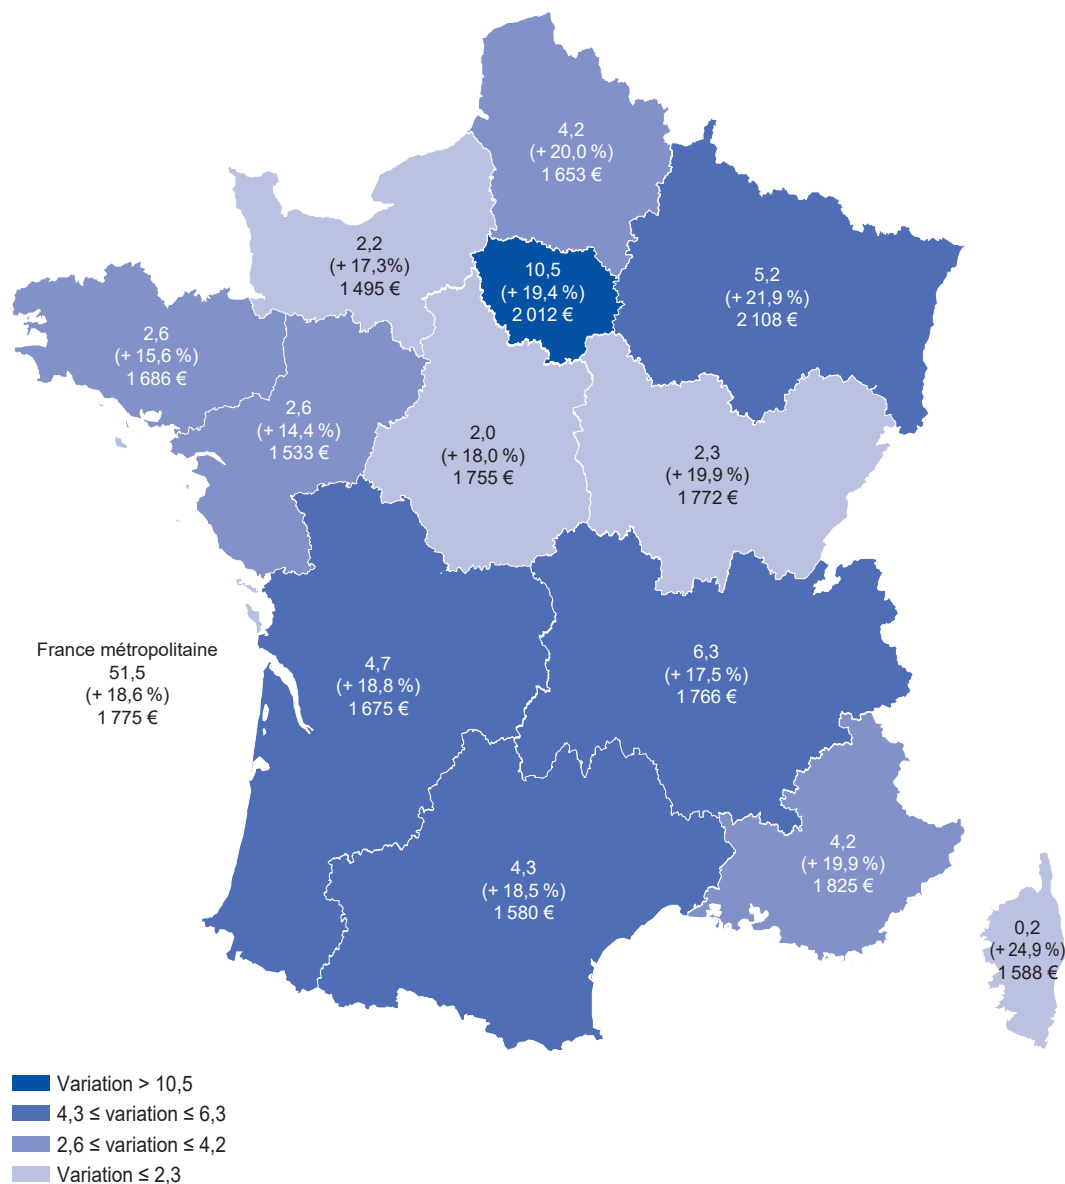 4,2
(+ 20,0 %)
1 653 €
2,2
(+ 17,3%)
1 495 €
10,5
(+ 19,4 %)
2 012 €
5,2
(+ 21,9 %)
2 108 €
2,6
(+ 15,6 %)
1 686 €
2,6
(+ 14,4 %)
1 533 €
2,0
(+ 18,0 %)
1 755 €
2,3
(+ 19,9 %)
1 772 €
France métropolitaine
51,5
(+ 18,6 %)
1 775 €
4,7
(+ 18,8 %)
1 675 €
6,3
(+ 17,5 %)
1 766 €
4,3
(+ 18,5 %)
1 580 €
4,2
(+ 19,9 %)
1 825 €
0,2
(+ 24,9 %)
1 588 €
Variation > 10,5
4,3 ≤ variation ≤ 6,3
2,6 ≤ variation ≤ 4,2
Variation ≤ 2,3